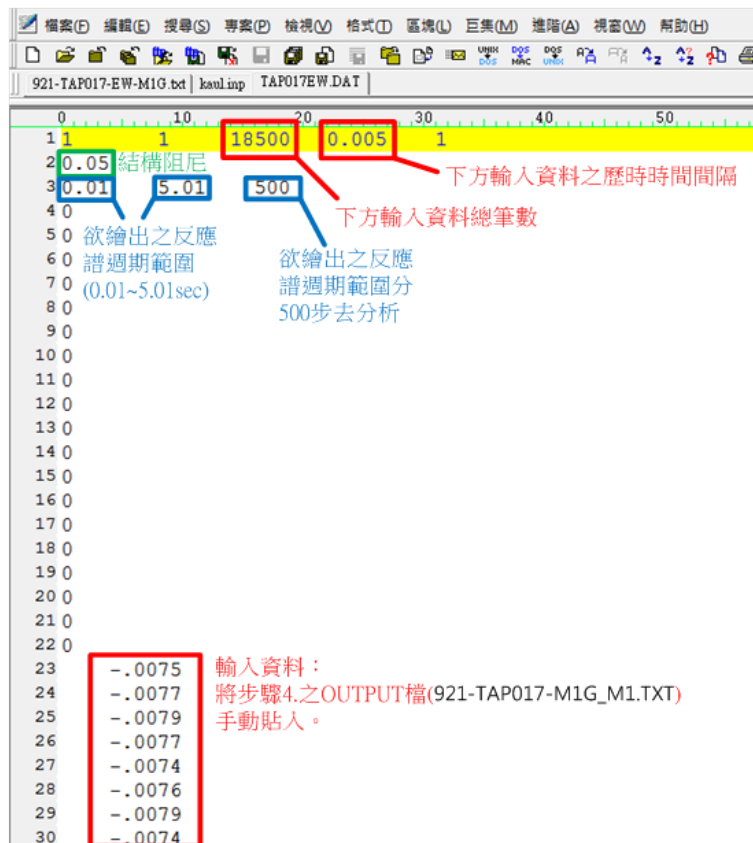 檔案(F) 編輯(E) 搜尋(S) 專案(P) 檢視(V) 格式(T) 區塊(L) 巨集(M) 進階(A) 視窗(W) 幫助(H)
UNIX DOS DOS MAC DOS UNIX
921-TAP017-EW-M1G.txt kaul.inp TAP017EW.DAT
0 10 20 30 40 50
1 1 1 18500 0.005 1
2 0.05 結構阻尼
下方輸入資料之歷時時間間隔
3 0.01 5.01 500
4 0
下方輸入資料總筆數
5 0 欲繪出之反應
6 0 譜週期範圍
欲繪出之反應
7 0 (0.01~5.01sec)
譜週期範圍分
8 0
500步去分析
9 0
10 0
11 0
12 0
13 0
14 0
15 0
16 0
17 0
18 0
19 0
20 0
21 0
22 0
23 -.0075 輸入資料：
24 -.0077 將步驟4.之OUTPUT檔(921-TAP017-M1G_M1.TXT)
25 -.0079 手動貼入。
26 -.0077
27 -.0074
28 -.0076
29 -.0079
30 -.0074